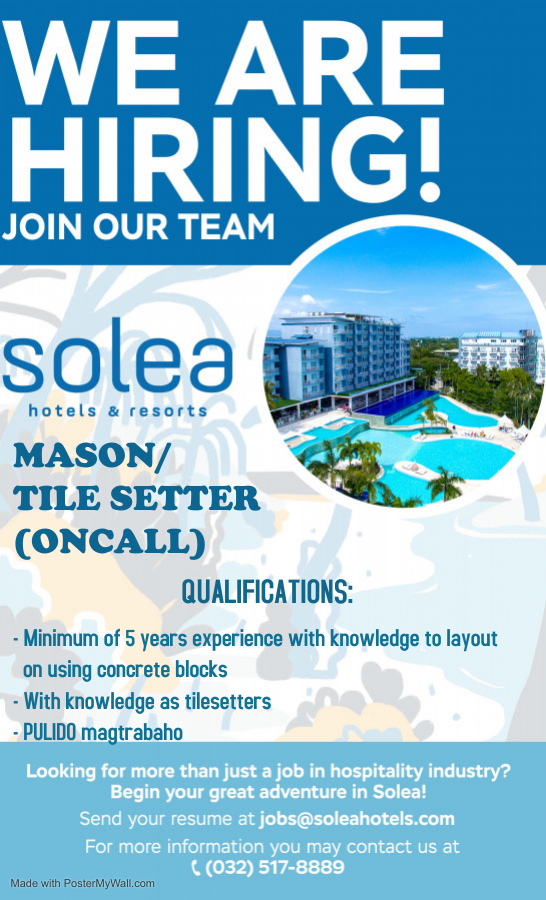 WE ARE
HIRING!
JOIN OUR TEAM
solea
hotels & resorts
MASON/
TILE SETTER
(ONCALL)
QUALIFICATIONS:
- Minimum of 5 years experience with knowledge to layout
on using concrete blocks
- With knowledge as tilesetters
- PULIDO magtrabaho
Looking for more than just a job in hospitality industry?
Begin your great adventure in Solea!
Send your resume at jobs@soleahotels.com
For more information you may contact us at
(032) 517-8889
Made with PosterMyWall.com